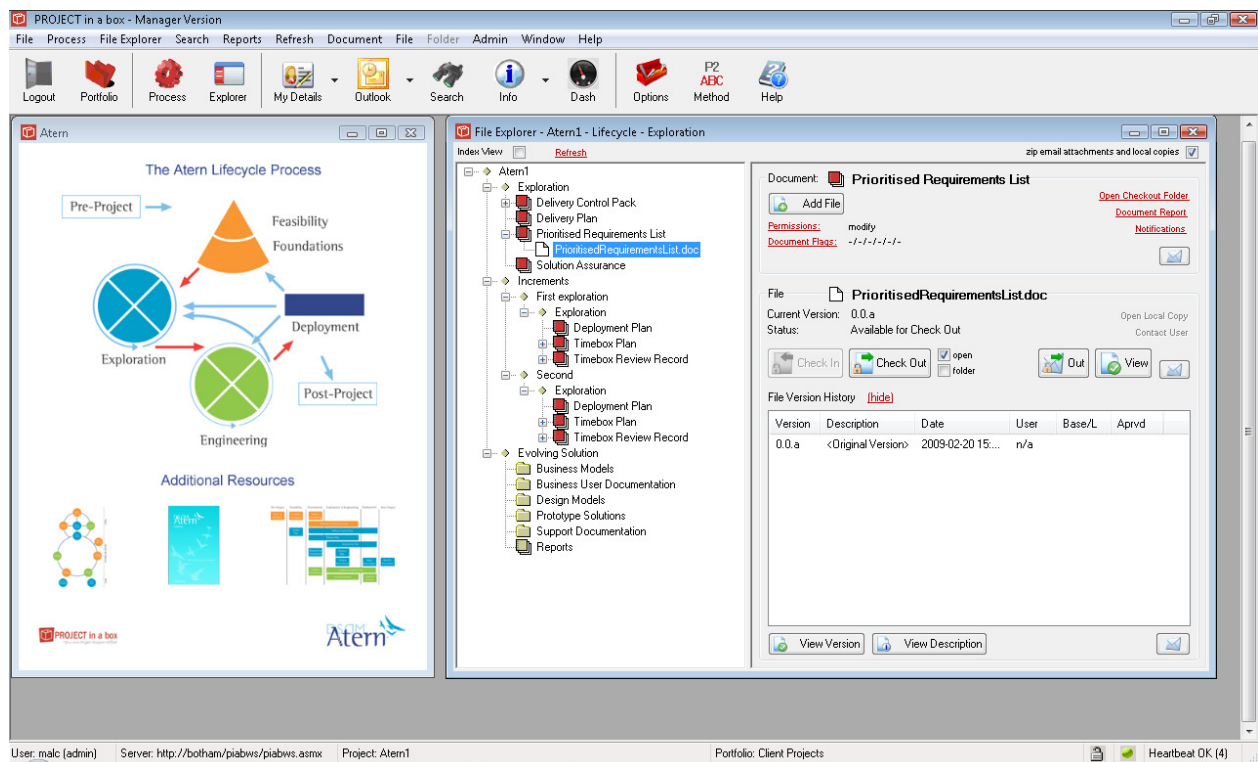 PROJECT in a box - Manager Version
File Process File Explorer Search Reports Refresh Document File Folder Admin Window Help
P2
ABC
Logout Portfolio Process Explorer My Details Outlook Search Info Dash Options Method Help
Atern
The Atern Lifecycle Process
Pre-Project
Feasibility
Foundations
Deployment
Exploration
Post-Project
Engineering
Additional Resources
Atern
PROJECT in a box
DSDM
Atern
File Explorer - Atern1 - Lifecycle - Exploration
Index View Refresh zip email attachments and local copies
Atern1
Exploration
Delivery Control Pack
Delivery Plan
Prioritised Requirements List
PrioritisedRequirementsList.doc
Solution Assurance
Increments
First exploration
Exploration
Deployment Plan
Timebox Plan
Timebox Review Record
Second
Exploration
Deployment Plan
Timebox Plan
Timebox Review Record
Evolving Solution
Business Models
Business User Documentation
Design Models
Prototype Solutions
Support Documentation
Reports
Document: Prioritised Requirements List
Add File
Open Checkout Folder
Document Report
Permissions: modify
Notifications
Document Flags: -/-/-/-/-/-
File PrioritisedRequirementsList.doc
Current Version: 0.0.a
Open Local Copy
Status: Available for Check Out
Contact User
Check In Check Out open folder Out View
File Version History (hide)
Version Description Date User Base/L Aprvd
0.0.a <Original Version> 2009-02-20 15:... n/a
View Version View Description
User: malc (admin) Server: http://botham/piabws/piabws.asmx Project: Atern1 Portfolio: Client Projects Heartbeat OK (4)